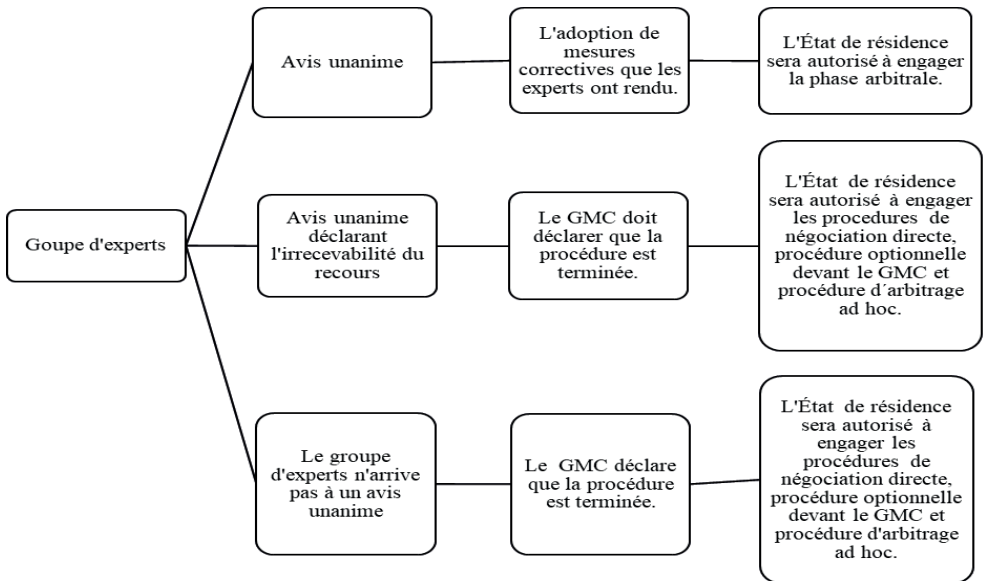 Goupe d'experts
Avis unanime
L'adoption de
mesures
correctives que les
experts ont rendu.
L'État de résidence
sera autorisé à engager
la phase arbitrale.
Avis unanime
déclarant
l'irrecevabilité du
recours
Le GMC doit
déclarer que la
procédure est
terminée.
L'État de résidence
sera autorisé à engager
les procedures de
négociation directe,
procédure optionnelle
devant le GMC et
procédure d´arbitrage
ad hoc.
Le groupe
d'experts n'arrive
pas à un avis
unanime
Le GMC déclare
que la procédure
est terminée.
L'État de résidence
sera autorisé à
engager les
procédures de
négociation directe,
procédure optionnelle
devant le GMC et
procédure d'arbitrage
ad hoc.